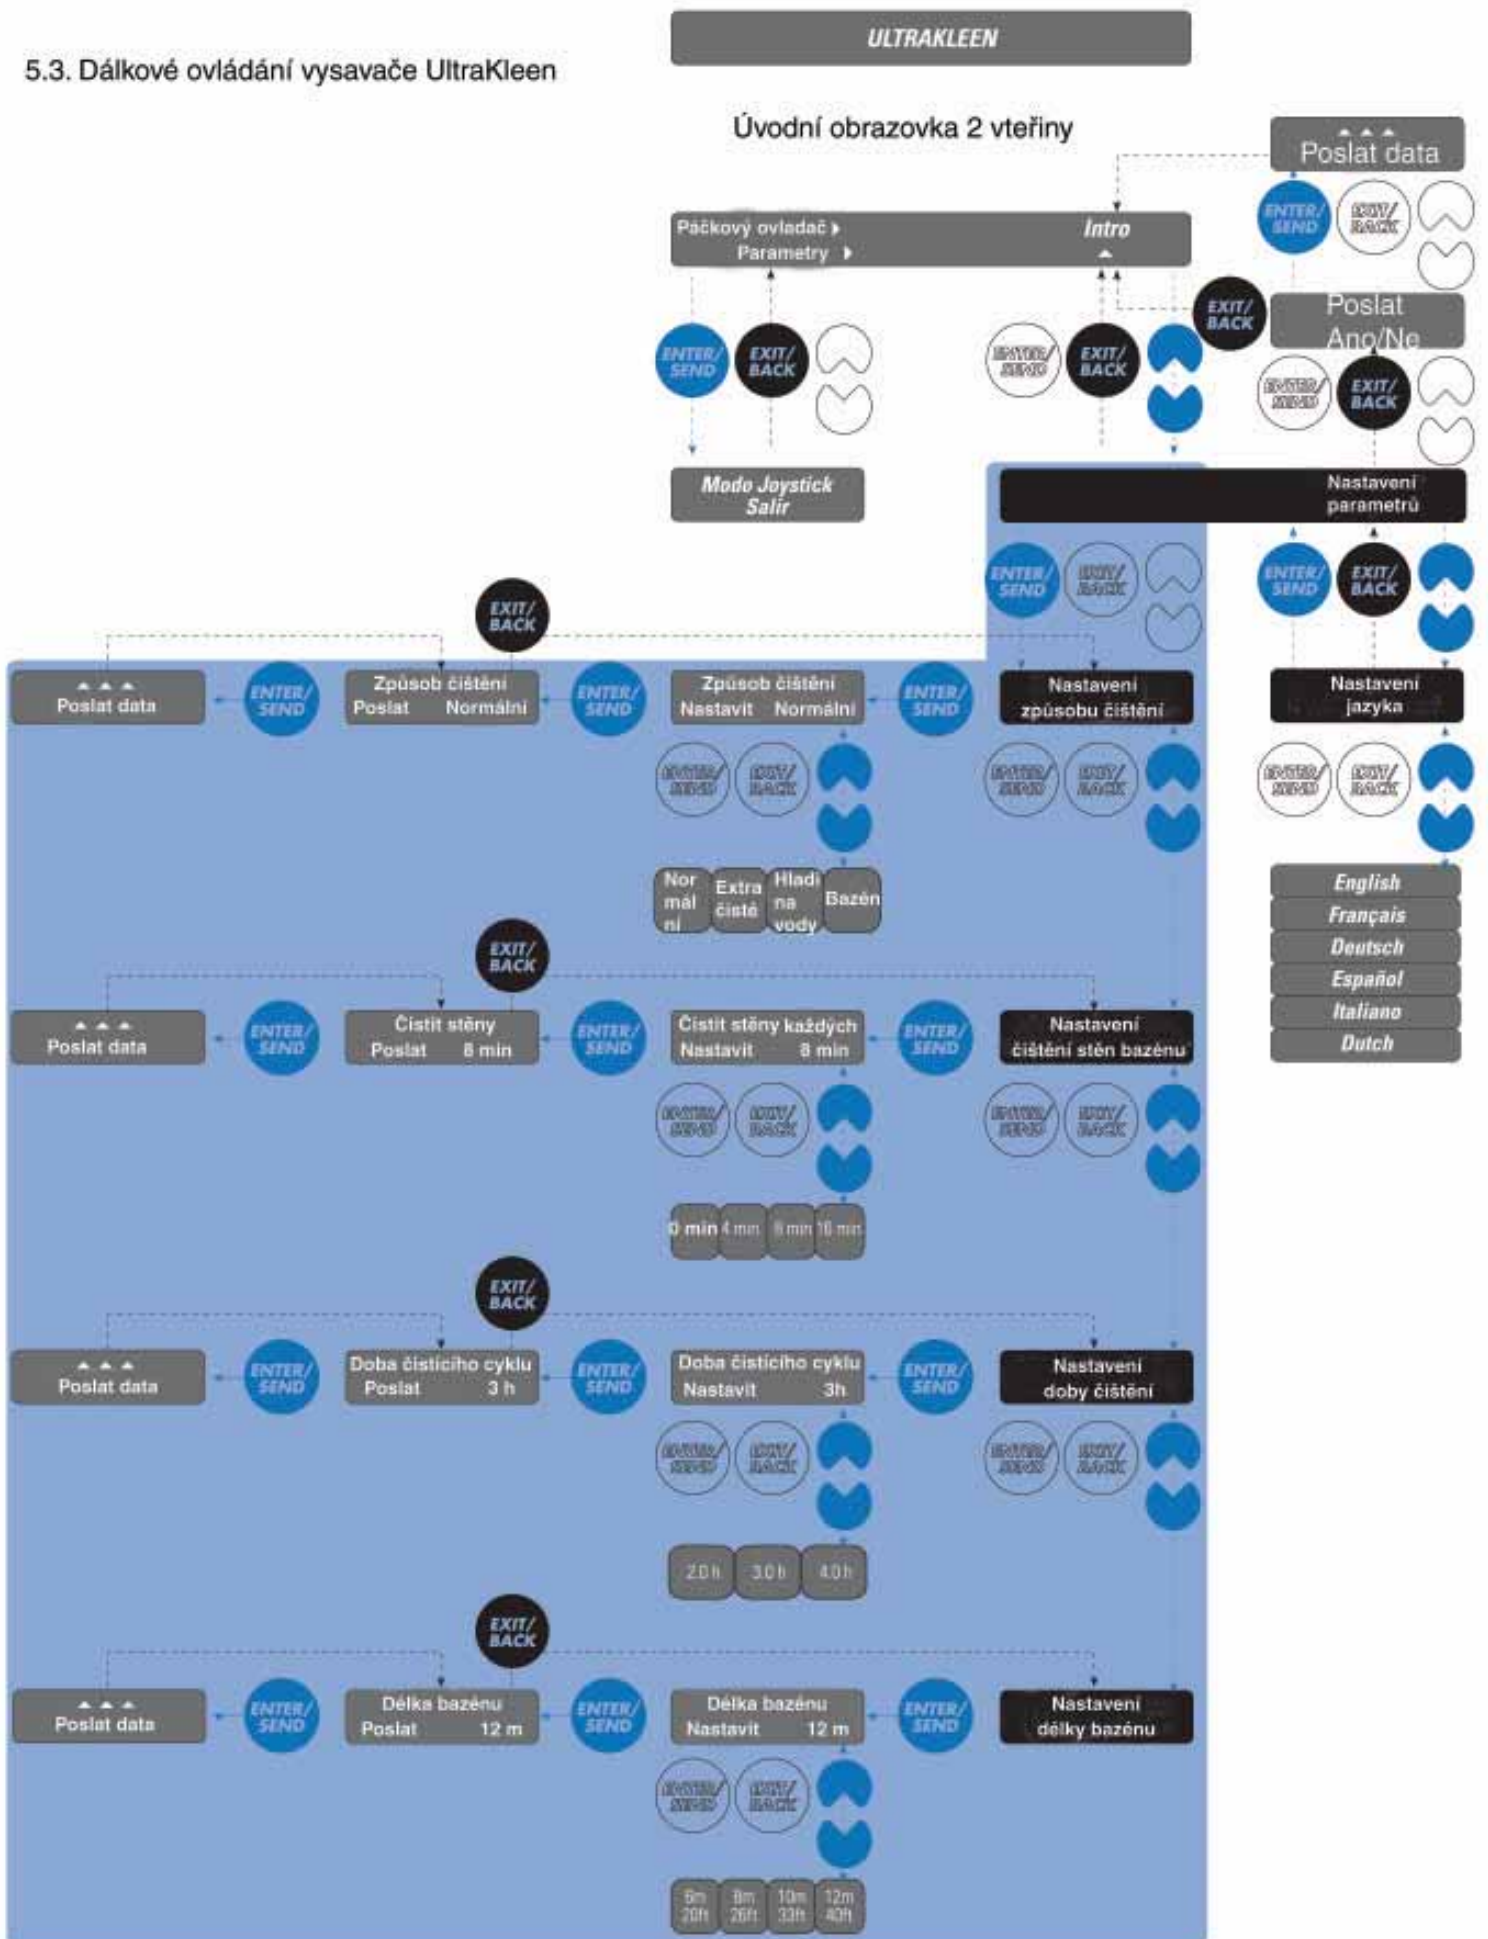 ULTRAKLEEN
5.3. Dálkové ovládání vysavače UltraKleen
Úvodní obrazovka 2 vteřiny
Poslat data
ENTER/
SEND
EXIT/
BACK
Páčkový ovladač
Intro
Parametry
EXIT/
BACK
Poslat
Ano/Ne
ENTER/
SEND
EXIT/
BACK
ENTER/
SEND
EXIT/
BACK
ENTER/
SEND
EXIT/
BACK
Modo Joystick
Salir
Nastavení
parametrů
ENTER/
SEND
EXIT/
BACK
ENTER/
SEND
EXIT/
BACK
EXIT/
BACK
Poslat data
ENTER/
SEND
Způsob čištění
Poslat Normální
ENTER/
SEND
Způsob čištění
Nastavit Normální
ENTER/
SEND
Nastavení
způsobu čištění
Nastavení
jazyka
ENTER/
SEND
EXIT/
BACK
ENTER/
SEND
EXIT/
BACK
ENTER/
SEND
EXIT/
BACK
Nor
mál
ní
Extra
čisté
Hladi
na
vody
Bazén
English
Français
Deutsch
Español
Italiano
Dutch
EXIT/
BACK
Poslat data
ENTER/
SEND
Čistit stěny
Poslat 8 min
ENTER/
SEND
Čistit stěny každých
Nastavit 8 min
ENTER/
SEND
Nastavení
čištění stěn bazénu
ENTER/
SEND
EXIT/
BACK
ENTER/
SEND
EXIT/
BACK
0 min
4 min
8 min
16 min
EXIT/
BACK
Poslat data
ENTER/
SEND
Doba čistícího cyklu
Poslat 3 h
ENTER/
SEND
Doba čistícího cyklu
Nastavit 3h
ENTER/
SEND
Nastavení
doby čištění
ENTER/
SEND
EXIT/
BACK
ENTER/
SEND
EXIT/
BACK
2.0 h
3.0 h
4.0 h
EXIT/
BACK
Poslat data
ENTER/
SEND
Délka bazénu
Poslat 12 m
ENTER/
SEND
Délka bazénu
Nastavit 12 m
ENTER/
SEND
Nastavení
délky bazénu
ENTER/
SEND
EXIT/
BACK
6m
20ft
8m
26ft
10m
33ft
12m
40ft